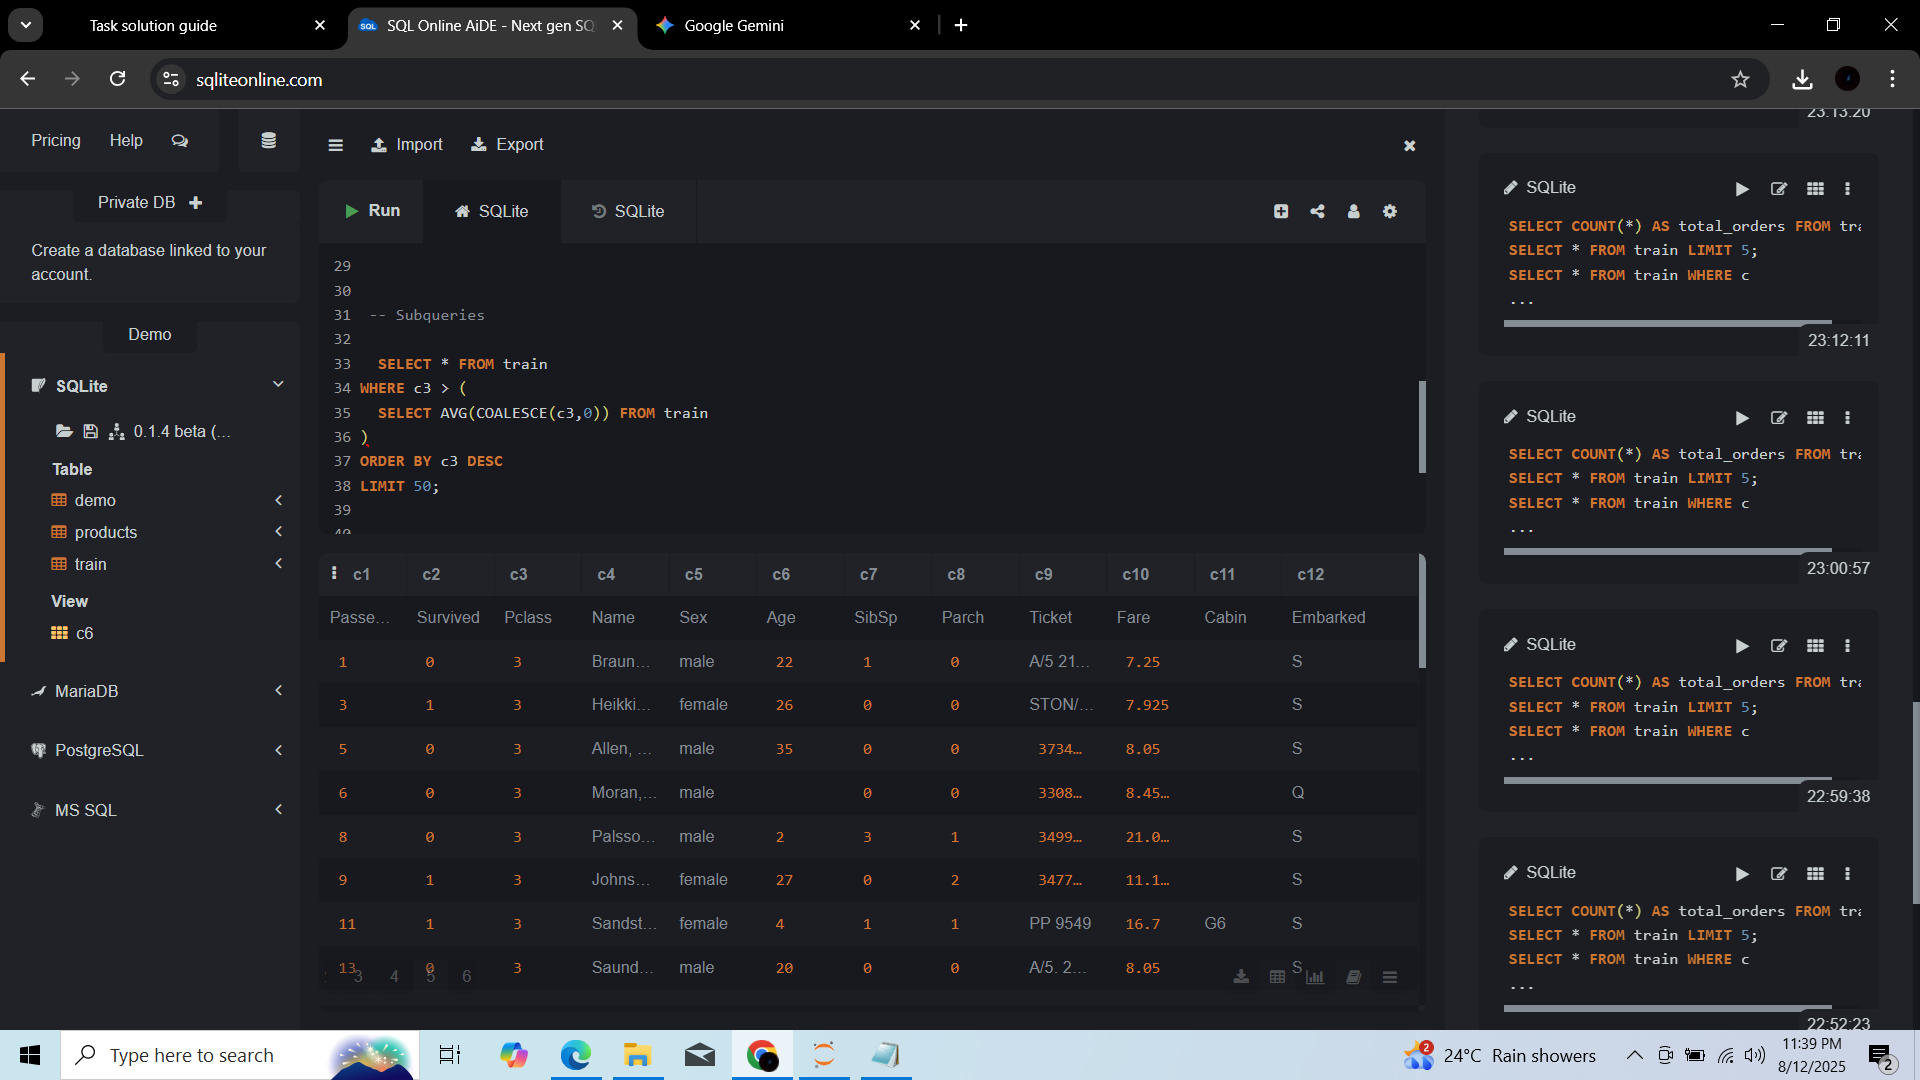 Task solution guide
SQL Online AiDE - Next gen SQ
Google Gemini
sqliteonline.com
Pricing
Help
Private DB
Create a database linked to your
account.
Demo
SQLite
0.1.4 beta (...
Table
demo
products
train
View
c6
MariaDB
PostgreSQL
MS SQL
Import
Export
Run
SQLite
SQLite
29
30
31 -- Subqueries
32
33 SELECT * FROM train
34 WHERE c3 > (
35 SELECT AVG(COALESCE(c3,0)) FROM train
36 )
37 ORDER BY c3 DESC
38 LIMIT 50;
39
40
c1 c2 c3 c4 c5 c6 c7 c8 c9 c10 c11 c12
Passe... Survived Pclass Name Sex Age SibSp Parch Ticket Fare Cabin Embarked
1 0 3 Braun... male 22 1 0 A/5 21... 7.25 S
3 1 3 Heikki... female 26 0 0 STON/... 7.925 S
5 0 3 Allen, ... male 35 0 0 3734... 8.05 S
6 0 3 Moran,... male 0 0 3308... 8.45... Q
8 0 3 Palsso... male 2 3 1 3499... 21.0... S
9 1 3 Johns... female 27 0 2 3477... 11.1... S
11 1 3 Sandst... female 4 1 1 PP 9549 16.7 G6 S
13 0 3 Saund... male 20 0 0 A/5. 2... 8.05 S
3 4 5 6
23:13:20
SQLite
SELECT COUNT(*) AS total_orders FROM tra
SELECT * FROM train LIMIT 5;
SELECT * FROM train WHERE c
...
23:12:11
SQLite
SELECT COUNT(*) AS total_orders FROM tra
SELECT * FROM train LIMIT 5;
SELECT * FROM train WHERE c
...
23:00:57
SQLite
SELECT COUNT(*) AS total_orders FROM tra
SELECT * FROM train LIMIT 5;
SELECT * FROM train WHERE c
...
22:59:38
SQLite
SELECT COUNT(*) AS total_orders FROM tra
SELECT * FROM train LIMIT 5;
SELECT * FROM train WHERE c
...
22:52:23
Type here to search
2
24°C Rain showers
11:39 PM
8/12/2025
2